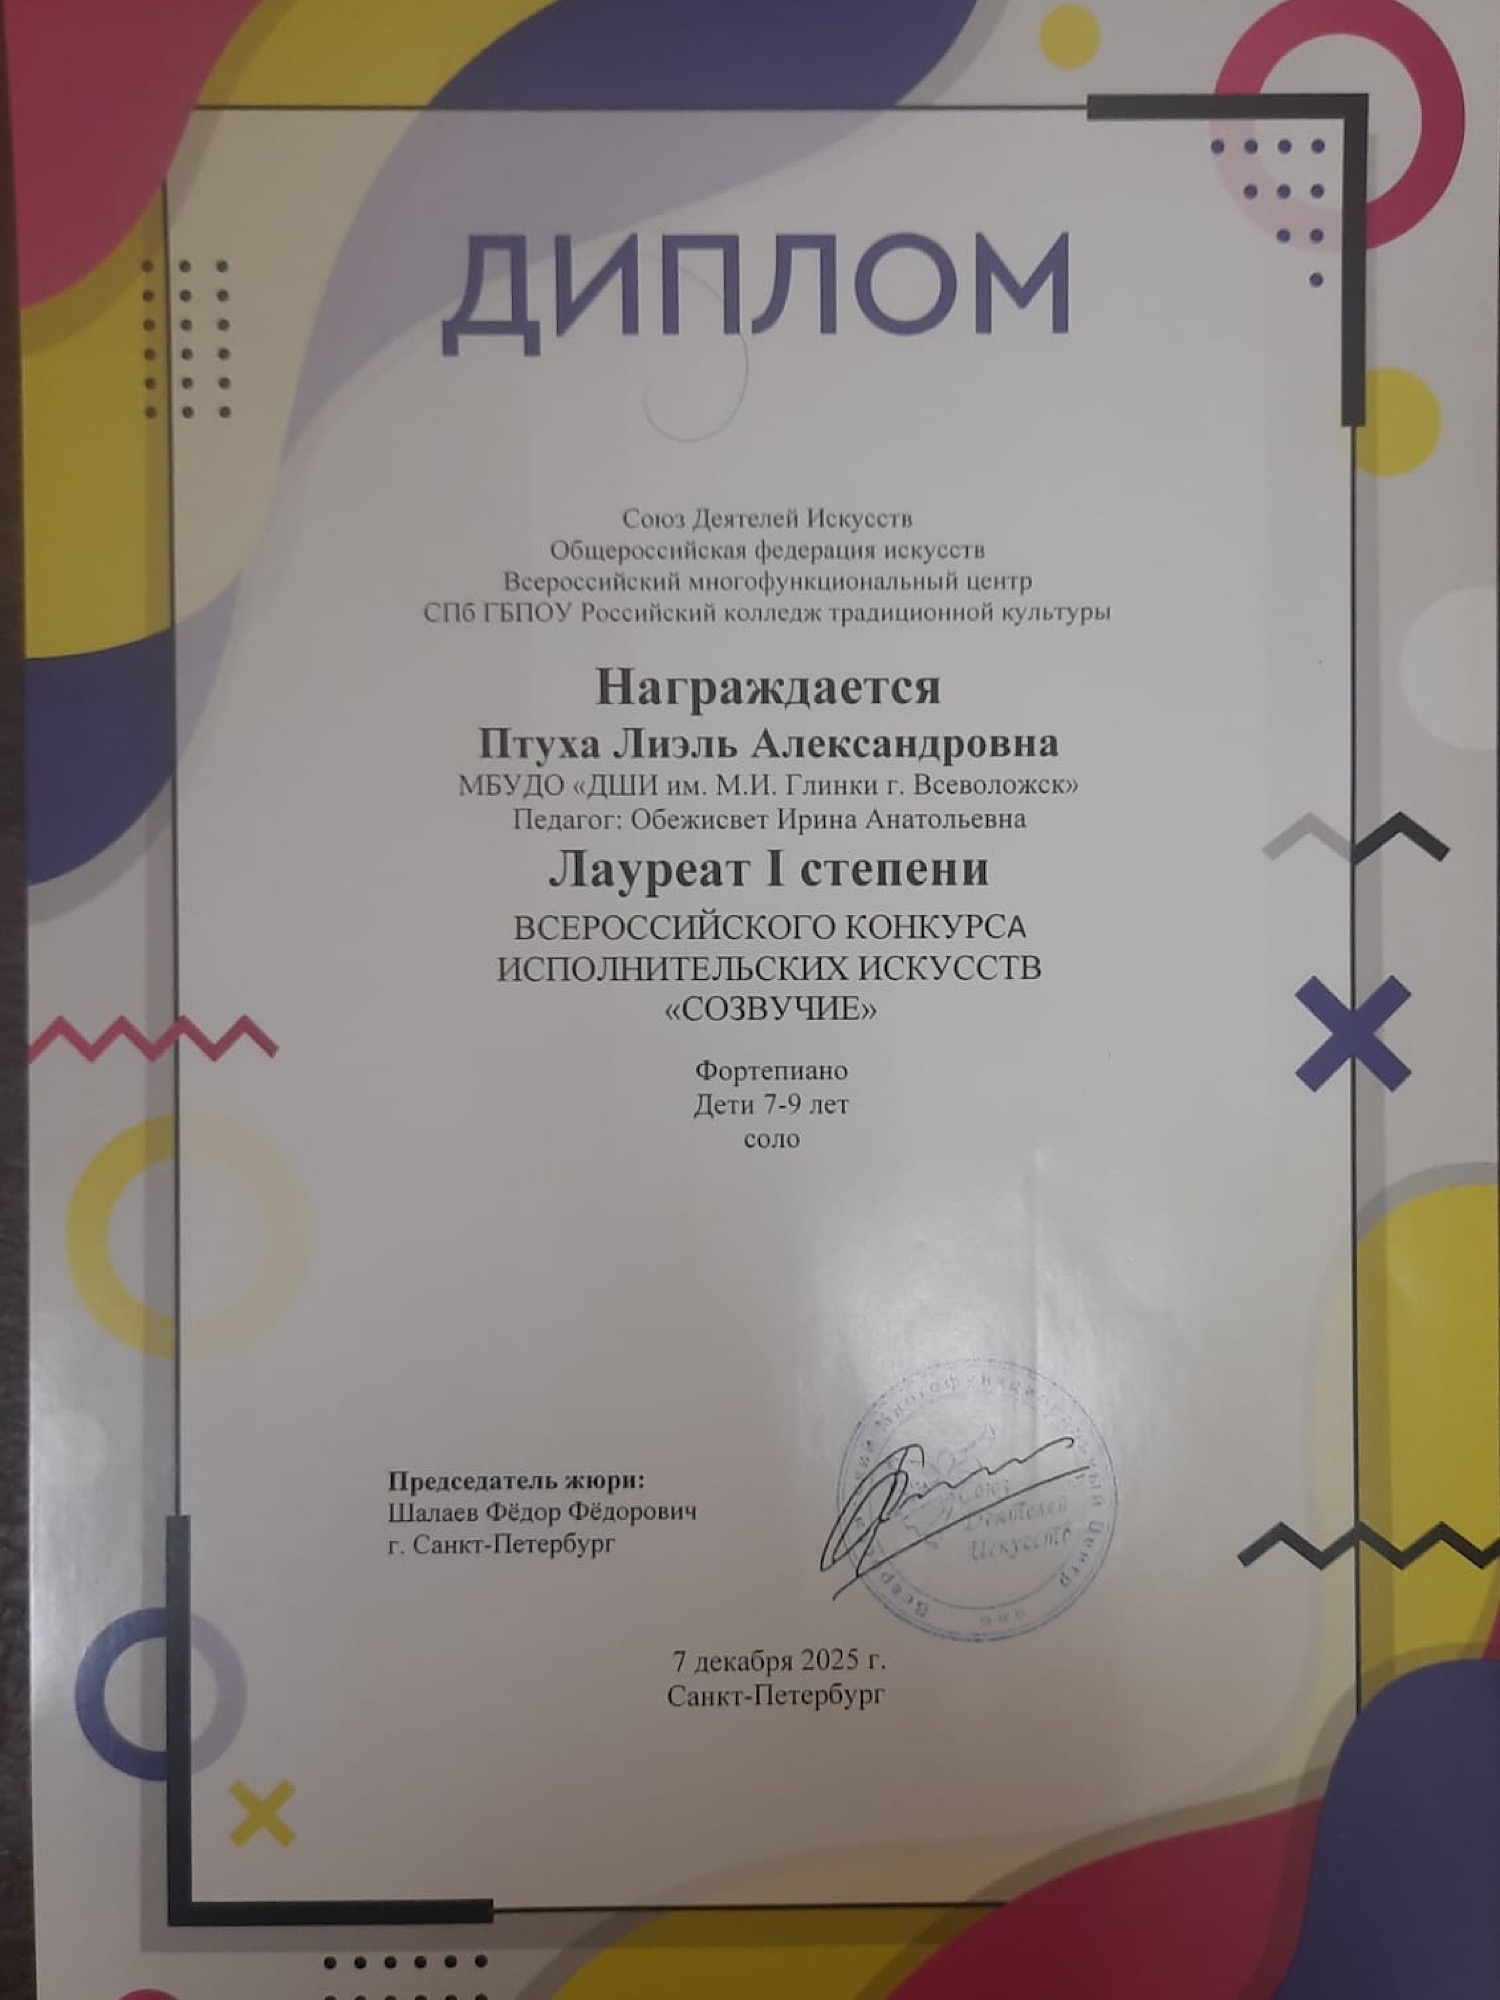 ДИПЛОМ
Союз Деятелей Искусств
Общероссийская федерация искусств
Всероссийский многофункциональный центр
СПб ГБПОУ Российский колледж традиционной культуры
Награждается
Птуха Лиэль Александровна
МБУДО «ДШИ им. М.И. Глинки г. Всеволожск»
Педагог: Обежисвет Ирина Анатольевна
Лауреат I степени
ВСЕРОССИЙСКОГО КОНКУРСА
ИСПОЛНИТЕЛЬСКИХ ИСКУССТВ
«СОЗВУЧИЕ»
Фортепиано
Дети 7-9 лет
соло
Председатель жюри:
Шалаев Фёдор Фёдорович
г. Санкт-Петербург
Многофункциональный Центр
Союз
Деятелей
Искусств
7 декабря 2025 г.
Санкт-Петербург